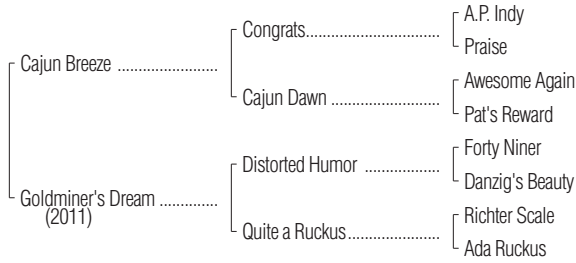 A.P. Indy
Congrats
Praise
Cajun Breeze
Awesome Again
Cajun Dawn
Pat's Reward
Forty Niner
Distorted Humor
Danzig's Beauty
Goldminer's Dream
(2011)
Richter Scale
Quite a Ruckus
Ada Ruckus